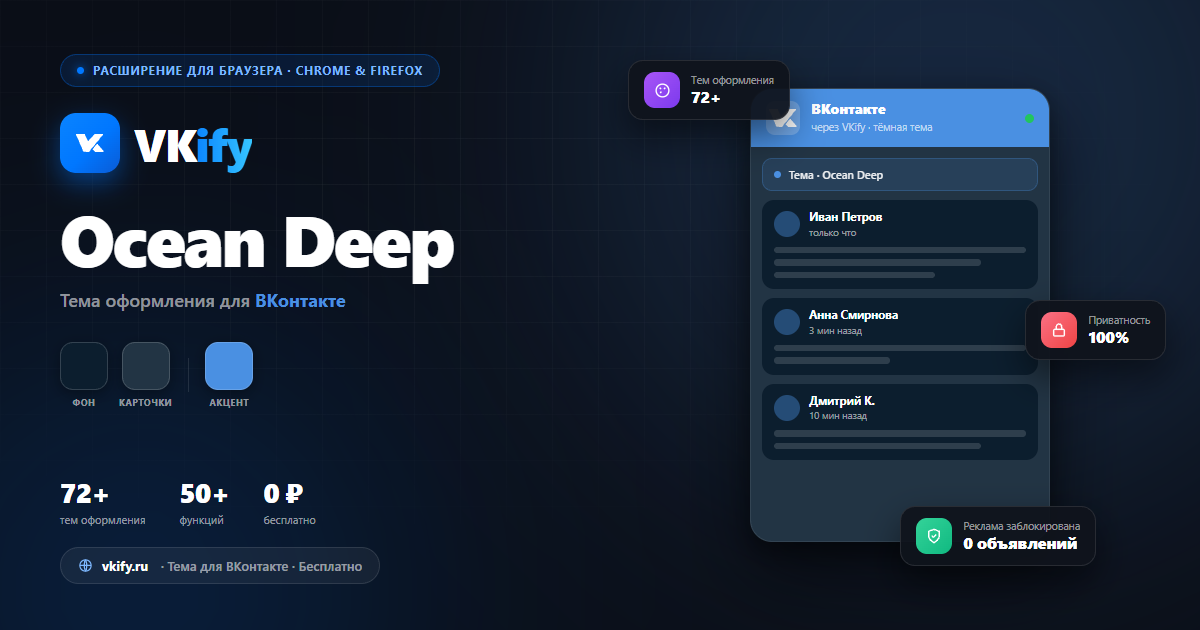 РАСШИРЕНИЕ ДЛЯ БРАУЗЕРА · CHROME & FIREFOX
VKify
Ocean Deep
Тема оформления для ВКонтакте
ФОН
КАРТОЧКИ
АКЦЕНТ
72+
тем оформления
50+
функций
0 ₽
бесплатно
vkify.ru · Тема для ВКонтакте · Бесплатно
Тем оформления
72+
ВКонтакте
через VKify · тёмная тема
Тема · Ocean Deep
Иван Петров
только что
Анна Смирнова
3 мин назад
Дмитрий К.
10 мин назад
Приватность
100%
Реклама заблокирована
0 объявлений